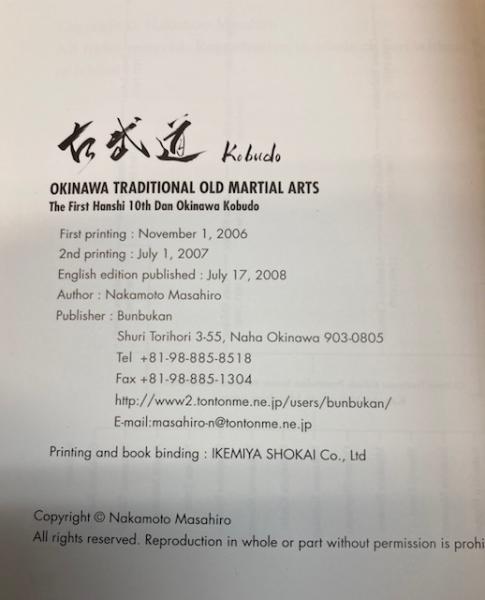 古武道 Kobudo
OKINAWA TRADITIONAL OLD MARTIAL ARTS
The First Hanshi 10th Dan Okinawa Kobudo
First printing : November 1, 2006
2nd printing : July 1, 2007
English edition published : July 17, 2008
Author : Nakamoto Masahiro
Publisher : Bunbukan
Shuri Torihori 3-55, Naha Okinawa 903-0805
Tel +81-98-885-8518
Fax +81-98-885-1304
http://www2.tontonme.ne.jp/users/bunbukan/
E-mail:masahiro-n@tontonme.ne.jp
Printing and book binding : IKEMIYA SHOKAI Co., Ltd
Copyright © Nakamoto Masahiro
All rights reserved. Reproduction in whole or part without permission is prohi